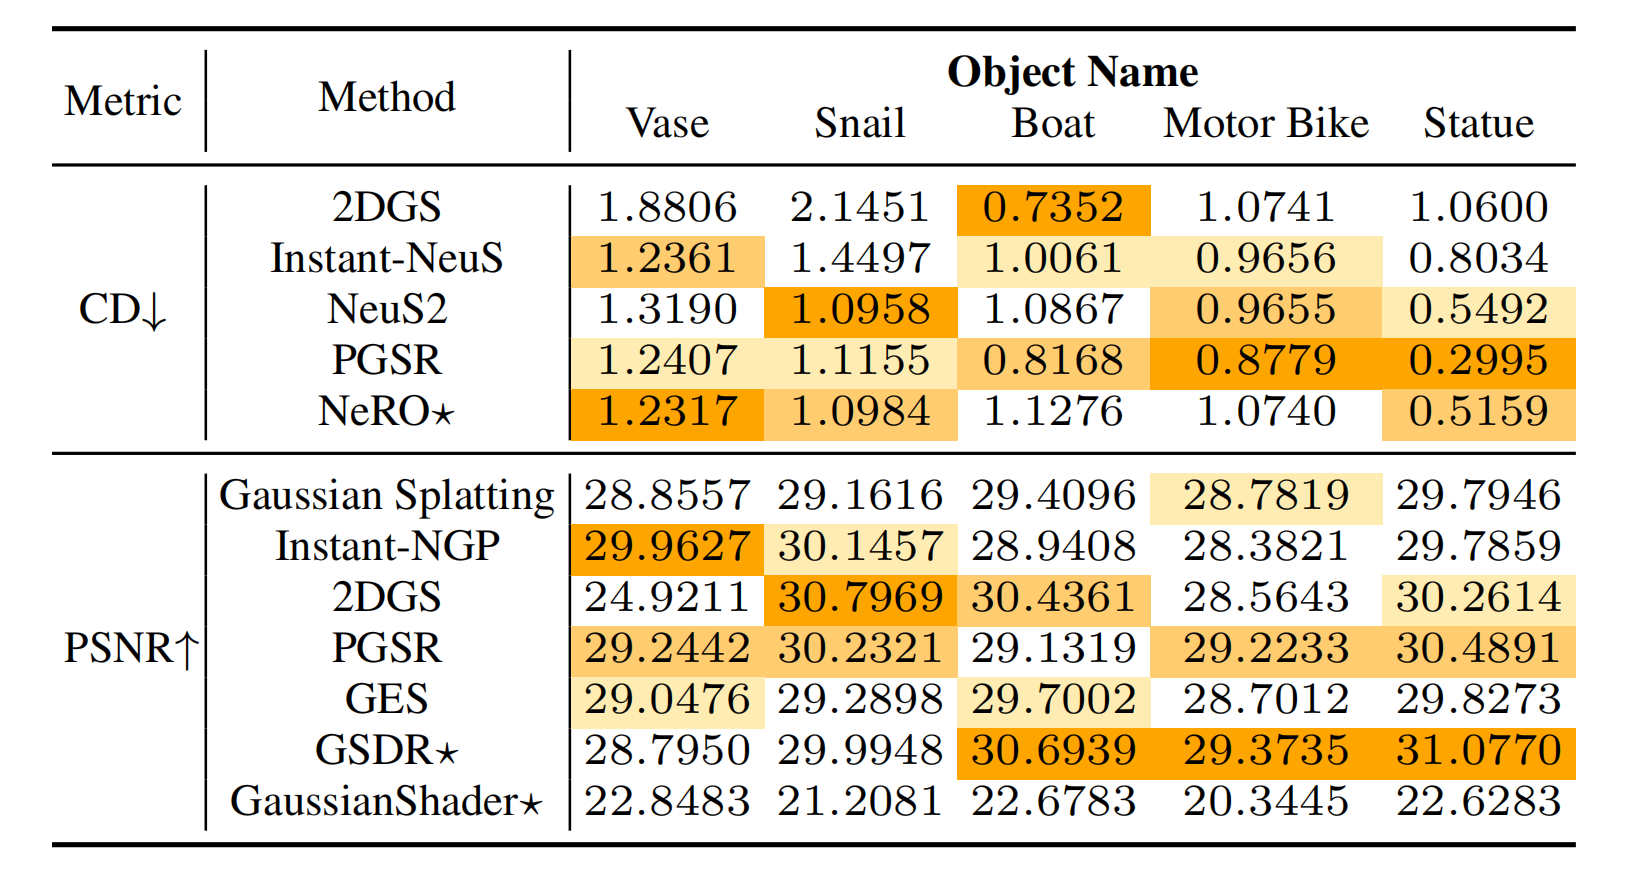 Metric Method Object Name
Vase Snail Boat Motor Bike Statue
CD↓
2DGS 1.8806 2.1451 0.7352 1.0741 1.0600
Instant-NeuS 1.2361 1.4497 1.0061 0.9656 0.8034
NeuS2 1.3190 1.0958 1.0867 0.9655 0.5492
PGSR 1.2407 1.1155 0.8168 0.8779 0.2995
NeRO⋆ 1.2317 1.0984 1.1276 1.0740 0.5159
PSNR↑
Gaussian Splatting 28.8557 29.1616 29.4096 28.7819 29.7946
Instant-NGP 29.9627 30.1457 28.9408 28.3821 29.7859
2DGS 24.9211 30.7969 30.4361 28.5643 30.2614
PGSR 29.2442 30.2321 29.1319 29.2233 30.4891
GES 29.0476 29.2898 29.7002 28.7012 29.8273
GSDR⋆ 28.7950 29.9948 30.6939 29.3735 31.0770
GaussianShader⋆ 22.8483 21.2081 22.6783 20.3445 22.6283